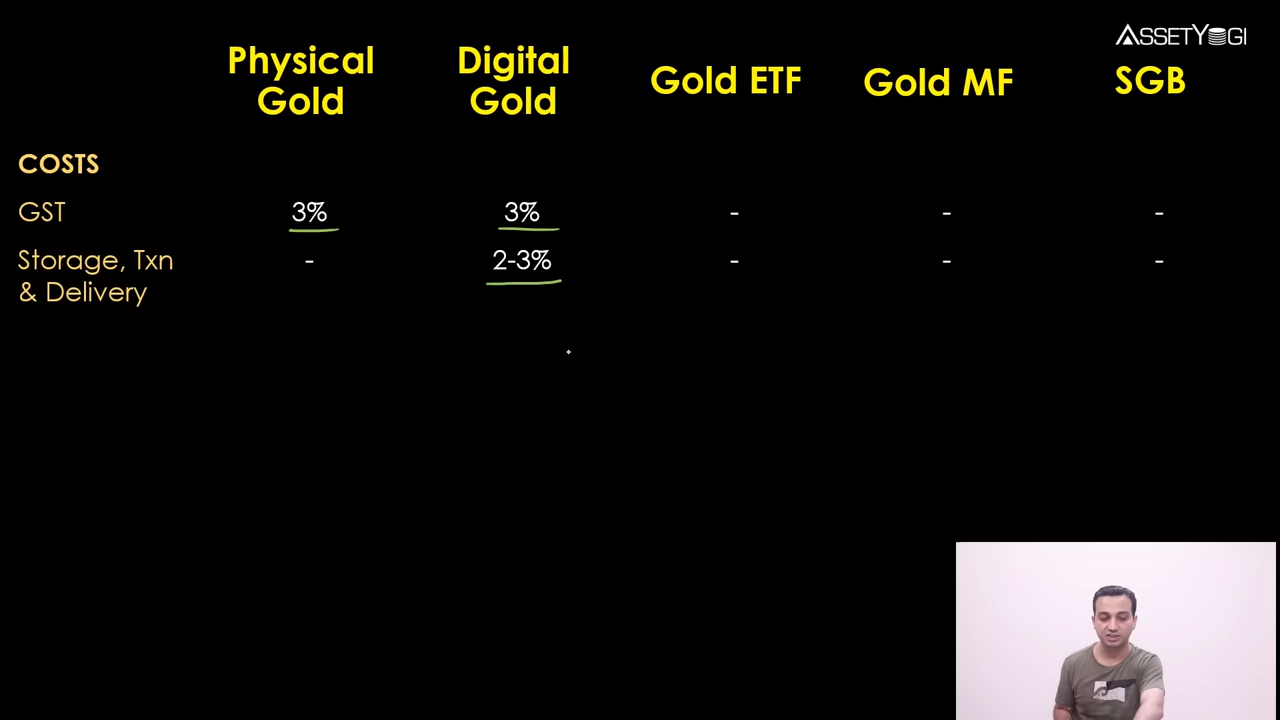 ASSETYOGI
Physical Gold
Digital Gold
Gold ETF
Gold MF
SGB
COSTS
GST 3% 3% - - -
Storage, Txn - 2-3% - - -
& Delivery